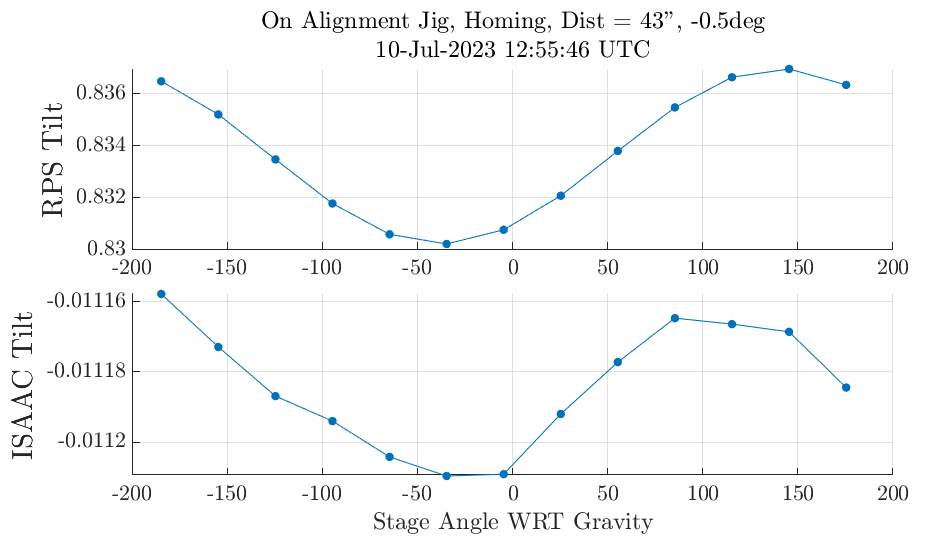 On Alignment Jig, Homing, Dist = 43”, -0.5deg
10-Jul-2023 12:55:46 UTC
RPS Tilt
0.836
0.834
0.832
0.83
-200 -150 -100 -50 0 50 100 150 200
ISAAC Tilt
-0.01116
-0.01118
-0.0112
-200 -150 -100 -50 0 50 100 150 200
Stage Angle WRT Gravity